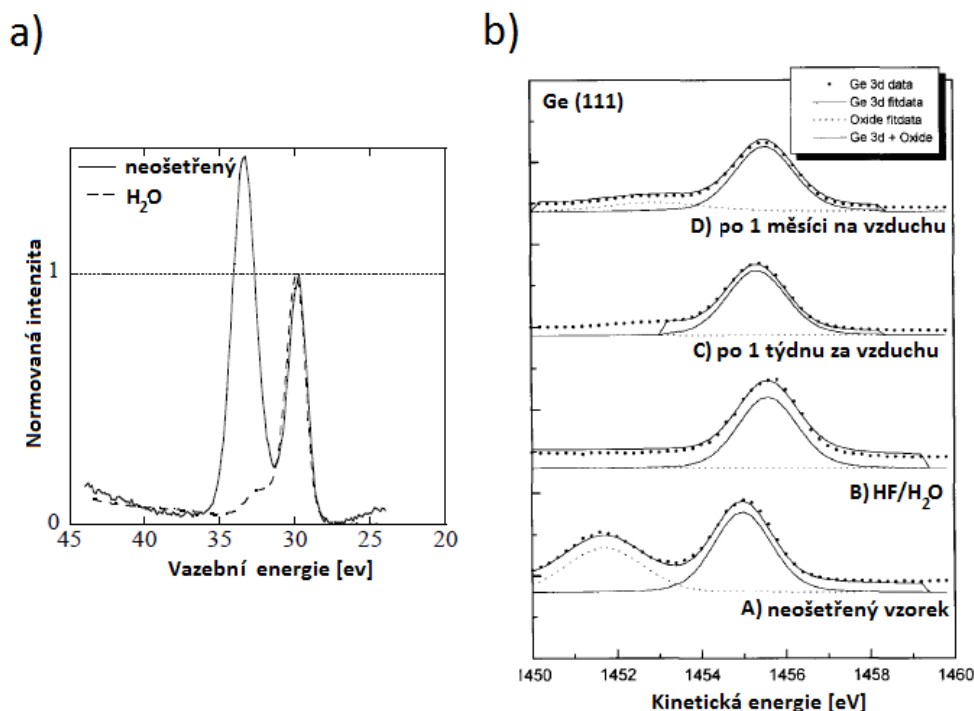 a)
neošetřený
H₂O
Normovaná intenzita
1
0
45 40 35 30 25 20
Vazební energie [ev]
b)
Ge (111)
Ge 3d data
Ge 3d fitdata
Oxide fitdata
Ge 3d + Oxide
D) po 1 měsíci na vzduchu
C) po 1 týdnu za vzduchu
B) HF/H₂O
A) neošetřený vzorek
1450 1452 1454 1456 1458 1460
Kinetická energie [eV]